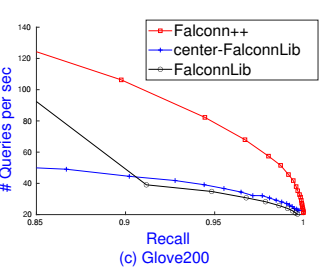 Falconn++
center-FalconnLib
FalconnLib
# Queries per sec
140
120
100
80
60
40
20
0.85
0.9
0.95
1
Recall
(c) Glove200